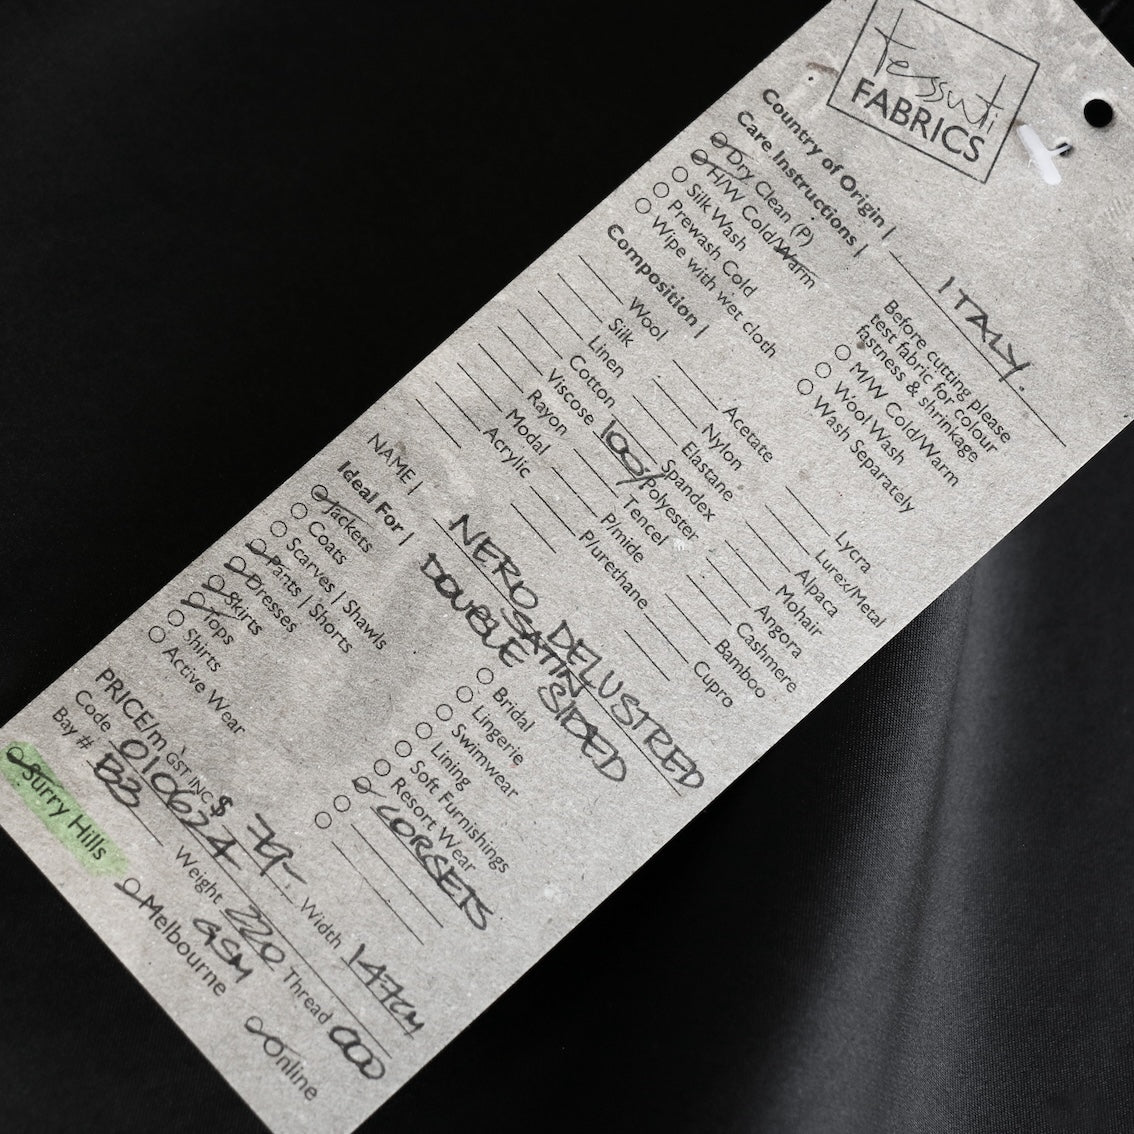 tessuti
FABRICS
Country of Origin | ITALY.
Care Instructions |
Dry Clean (P)
H/W Cold/Warm
Silk Wash
Prewash Cold
Wipe with wet cloth
Before cutting please
test fabric for colour
fastness & shrinkage
M/W Cold/Warm
Wool Wash
Wash Separately
Composition |
Wool
Silk
Linen
Cotton
Viscose
Rayon
Modal
Acrylic
Acetate
Nylon
Elastane
Spandex
100% Polyester
Tencel
P/mide
P/urethane
Lycra
Lurex/Metal
Alpaca
Mohair
Angora
Cashmere
Bamboo
Cupro
NAME | NERO DELUSTRED
SATIN
DOUBLE SIDED
Ideal For |
Jackets
Coats
Scarves | Shawls
Pants | Shorts
Dresses
Skirts
Tops
Shirts
Active Wear
Bridal
Lingerie
Swimwear
Lining
Soft Furnishings
Resort Wear
CORSETS
PRICE/m GST INC $ 79- Width 147cm
Code 010624 Weight 220 GSM Thread 000
Bay # B3
Surry Hills
Melbourne
Online